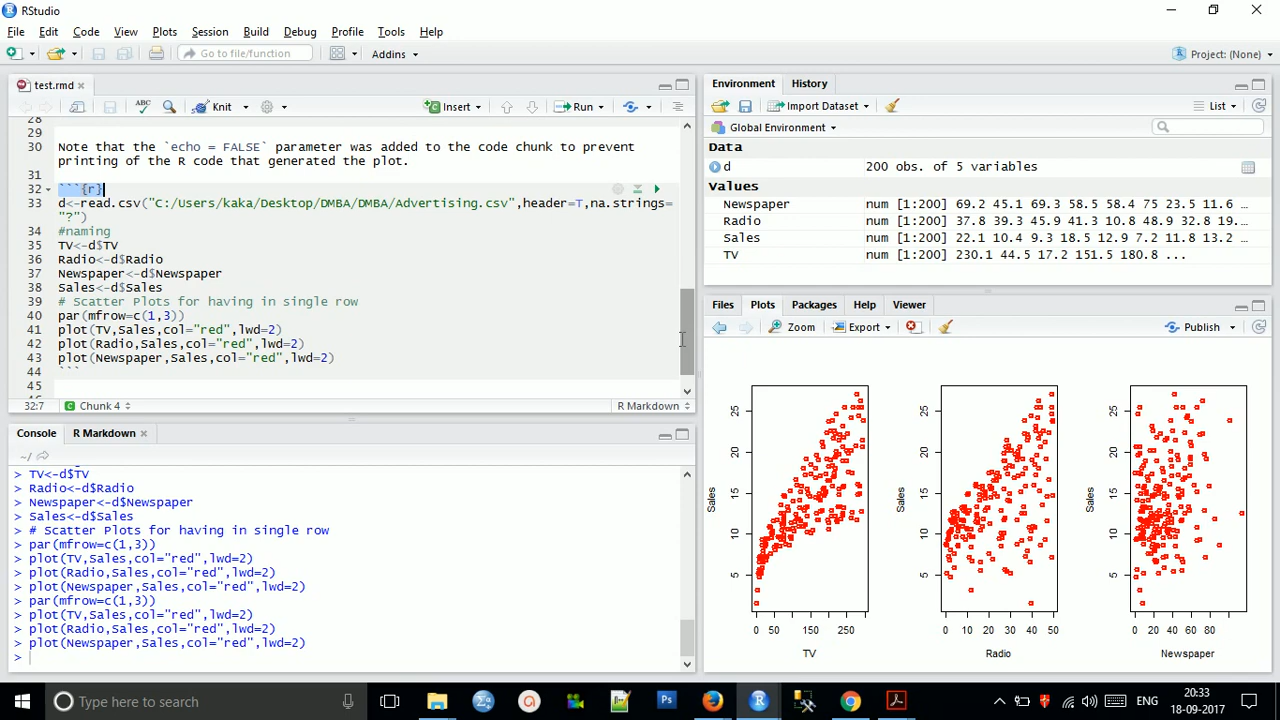 RStudio
File Edit Code View Plots Session Build Debug Profile Tools Help
Go to file/function Addins Project: (None)
test.rmd
Knit Insert Run
28
29
30 Note that the `echo = FALSE` parameter was added to the code chunk to prevent
printing of the R code that generated the plot.
31
32 ```{r}
33 d<-read.csv("C:/Users/kaka/Desktop/DMBA/DMBA/Advertising.csv",header=T,na.strings=
"?")
34 #naming
35 TV<-d$TV
36 Radio<-d$Radio
37 Newspaper<-d$Newspaper
38 Sales<-d$Sales
39 # Scatter Plots for having in single row
40 par(mfrow=c(1,3))
41 plot(TV,Sales,col="red",lwd=2)
42 plot(Radio,Sales,col="red",lwd=2)
43 plot(Newspaper,Sales,col="red",lwd=2)
44 ```
45
46
32:7 Chunk 4 R Markdown
Console R Markdown
~/
> TV<-d$TV
> Radio<-d$Radio
> Newspaper<-d$Newspaper
> Sales<-d$Sales
> # Scatter Plots for having in single row
> par(mfrow=c(1,3))
> plot(TV,Sales,col="red",lwd=2)
> plot(Radio,Sales,col="red",lwd=2)
> plot(Newspaper,Sales,col="red",lwd=2)
> par(mfrow=c(1,3))
> plot(TV,Sales,col="red",lwd=2)
> plot(Radio,Sales,col="red",lwd=2)
> plot(Newspaper,Sales,col="red",lwd=2)
>
Environment History
Import Dataset List
Global Environment
Data
d 200 obs. of 5 variables
Values
Newspaper num [1:200] 69.2 45.1 69.3 58.5 58.4 75 23.5 11.6 ...
Radio num [1:200] 37.8 39.3 45.9 41.3 10.8 48.9 32.8 19....
Sales num [1:200] 22.1 10.4 9.3 18.5 12.9 7.2 11.8 13.2 ...
TV num [1:200] 230.1 44.5 17.2 151.5 180.8 ...
Files Plots Packages Help Viewer
Zoom Export Publish
25 25 25
20 20 20
15 15 15
Sales Sales Sales
10 10 10
5 5 5
0 50 150 250 0 10 20 30 40 50 0 20 40 60 80
TV Radio Newspaper
Type here to search
Ps
ENG
20:33
18-09-2017